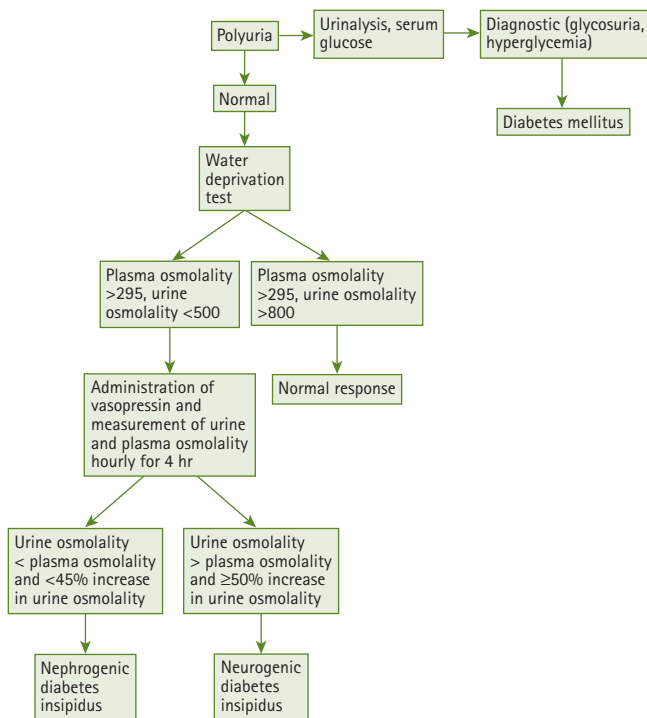 Polyuria
Urinalysis, serum
glucose
Diagnostic (glycosuria,
hyperglycemia)
Normal
Diabetes mellitus
Water
deprivation
test
Plasma osmolality
>295, urine
osmolality <500
Plasma osmolality
>295, urine osmolality
>800
Administration of
vasopressin and
measurement of urine
and plasma osmolality
hourly for 4 hr
Normal response
Urine osmolality
< plasma osmolality
and <45% increase
in urine osmolality
Urine osmolality
> plasma osmolality
and ≥50% increase
in urine osmolality
Nephrogenic
diabetes
insipidus
Neurogenic
diabetes
insipidus